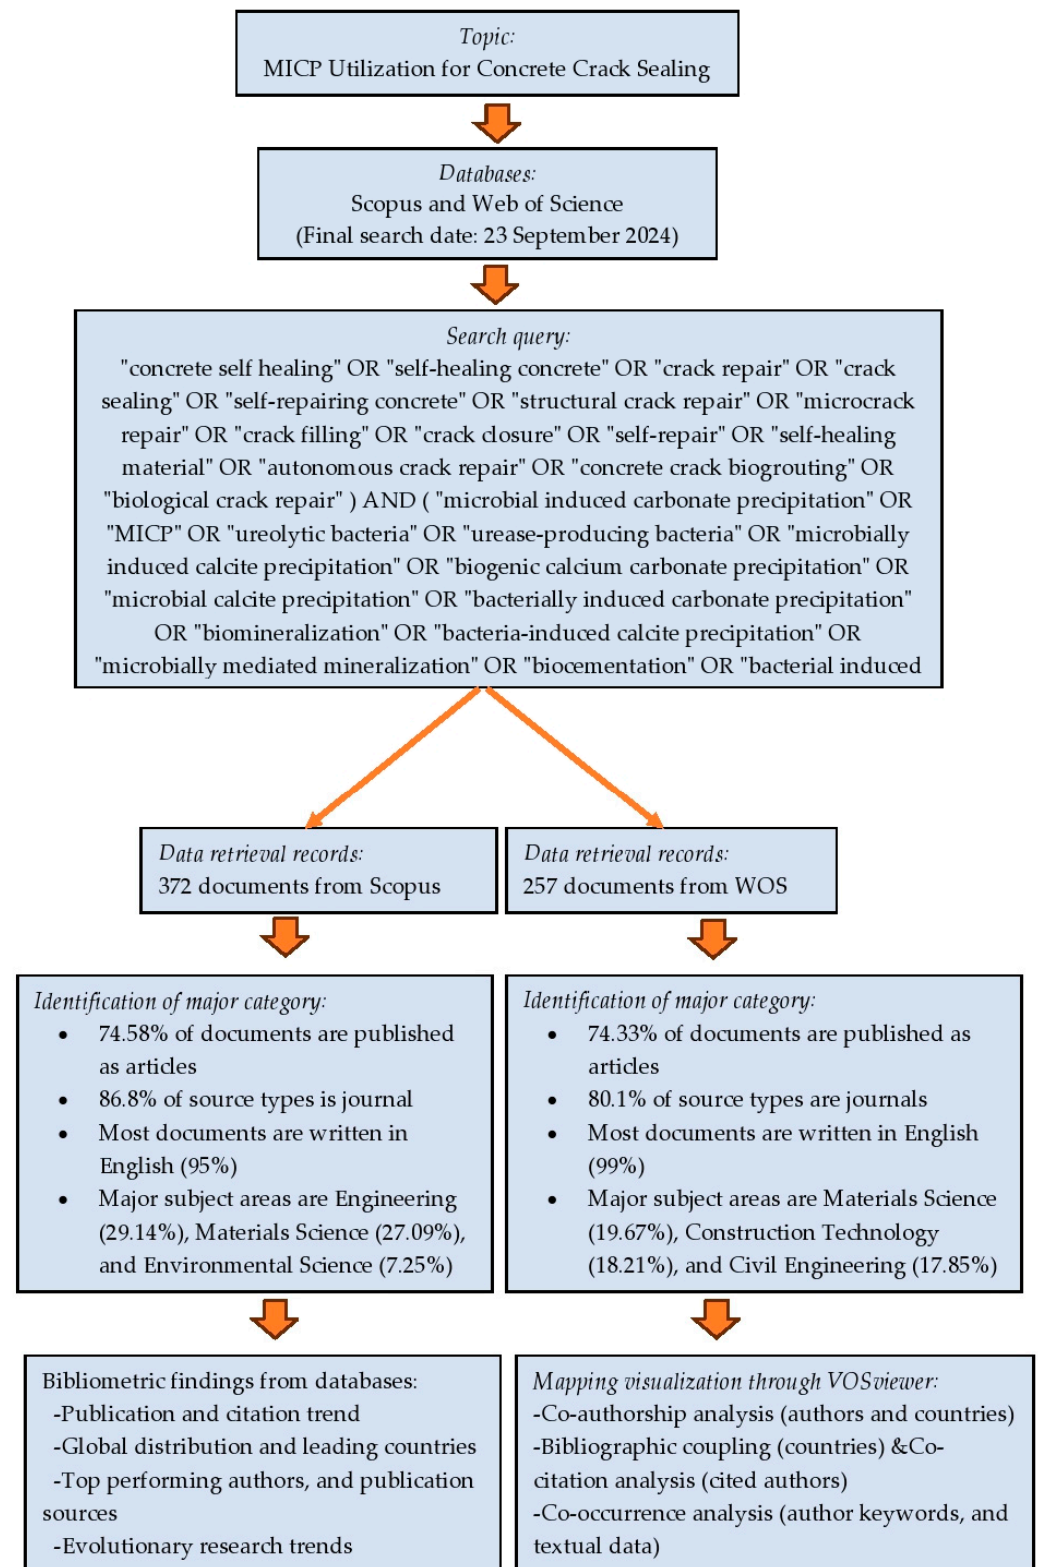 Topic:
MICP Utilization for Concrete Crack Sealing
Databases:
Scopus and Web of Science
(Final search date: 23 September 2024)
Search query:
"concrete self healing" OR "self-healing concrete" OR "crack repair" OR "crack
sealing" OR "self-repairing concrete" OR "structural crack repair" OR "microcrack
repair" OR "crack filling" OR "crack closure" OR "self-repair" OR "self-healing
material" OR "autonomous crack repair" OR "concrete crack biogrouting" OR
"biological crack repair" ) AND ( "microbial induced carbonate precipitation" OR
"MICP" OR "ureolytic bacteria" OR "urease-producing bacteria" OR "microbially
induced calcite precipitation" OR "biogenic calcium carbonate precipitation" OR
"microbial calcite precipitation" OR "bacterially induced carbonate precipitation"
OR "biomineralization" OR "bacteria-induced calcite precipitation" OR
"microbially mediated mineralization" OR "biocementation" OR "bacterial induced
Data retrieval records:
372 documents from Scopus
Data retrieval records:
257 documents from WOS
Identification of major category:
• 74.58% of documents are published
as articles
• 86.8% of source types is journal
• Most documents are written in
English (95%)
• Major subject areas are Engineering
(29.14%), Materials Science (27.09%),
and Environmental Science (7.25%)
Identification of major category:
• 74.33% of documents are published as
articles
• 80.1% of source types are journals
• Most documents are written in English
(99%)
• Major subject areas are Materials Science
(19.67%), Construction Technology
(18.21%), and Civil Engineering (17.85%)
Bibliometric findings from databases:
-Publication and citation trend
-Global distribution and leading countries
-Top performing authors, and publication
sources
-Evolutionary research trends
Mapping visualization through VOSviewer:
-Co-authorship analysis (authors and countries)
-Bibliographic coupling (countries) &Co-
citation analysis (cited authors)
-Co-occurrence analysis (author keywords, and
textual data)